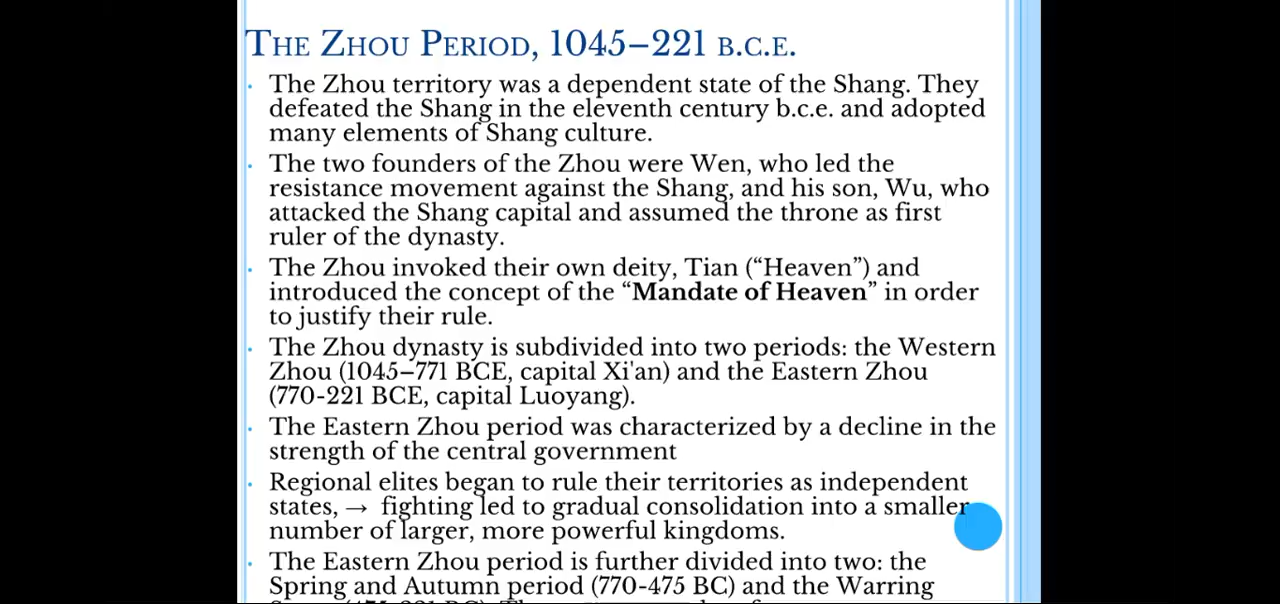 THE ZHOU PERIOD, 1045–221 B.C.E.
• The Zhou territory was a dependent state of the Shang. They
defeated the Shang in the eleventh century b.c.e. and adopted
many elements of Shang culture.
• The two founders of the Zhou were Wen, who led the
resistance movement against the Shang, and his son, Wu, who
attacked the Shang capital and assumed the throne as first
ruler of the dynasty.
• The Zhou invoked their own deity, Tian (“Heaven”) and
introduced the concept of the “Mandate of Heaven” in order
to justify their rule.
• The Zhou dynasty is subdivided into two periods: the Western
Zhou (1045–771 BCE, capital Xi'an) and the Eastern Zhou
(770-221 BCE, capital Luoyang).
• The Eastern Zhou period was characterized by a decline in the
strength of the central government
• Regional elites began to rule their territories as independent
states, → fighting led to gradual consolidation into a smaller
number of larger, more powerful kingdoms.
• The Eastern Zhou period is further divided into two: the
Spring and Autumn period (770-475 BC) and the Warring